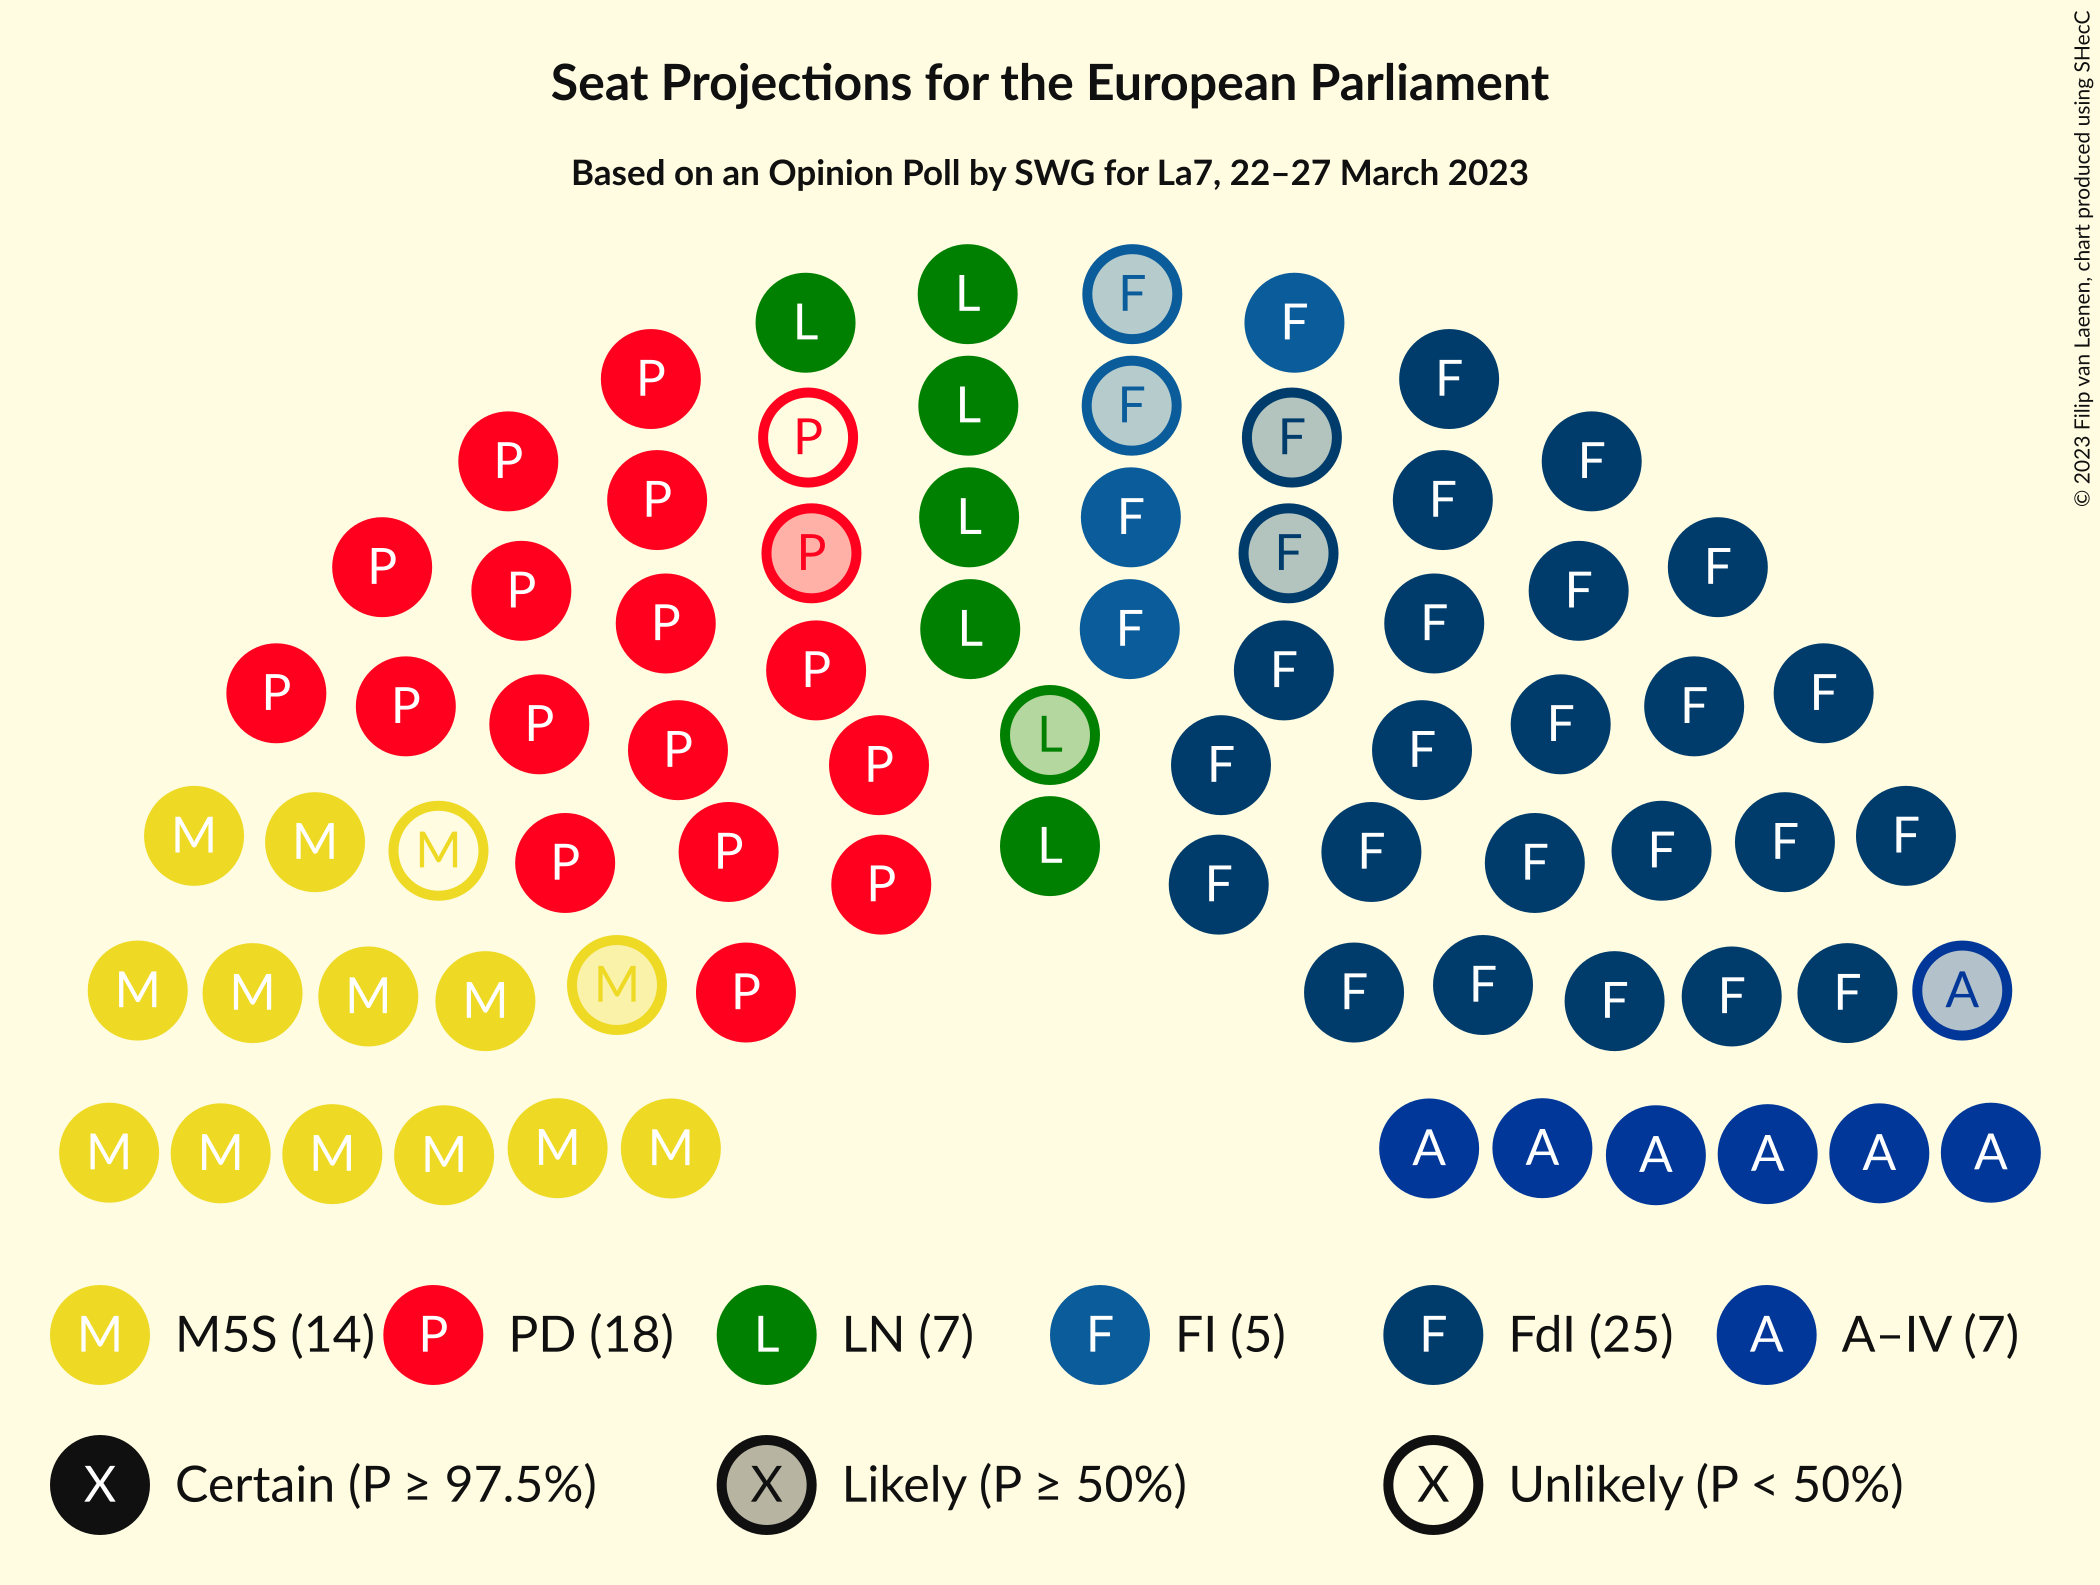 Seat Projections for the European Parliament
Based on an Opinion Poll by SWG for La7, 22–27 March 2023
© 2023 Filip van Laenen, chart produced using SHecC
L L F F
P L F F
P P L F F F
P P P F F F
P L F
P P P F F F
P L F
P P P P F F F F
P L F
P P F F
M M M P P P L F F F F F F
P F
M M M M M P F F F F F A
M M M M M M A A A A A A
M M5S (14) P PD (18) L LN (7) F FI (5) F FdI (25) A A–IV (7)
X Certain (P ≥ 97.5%) X Likely (P ≥ 50%) X Unlikely (P < 50%)